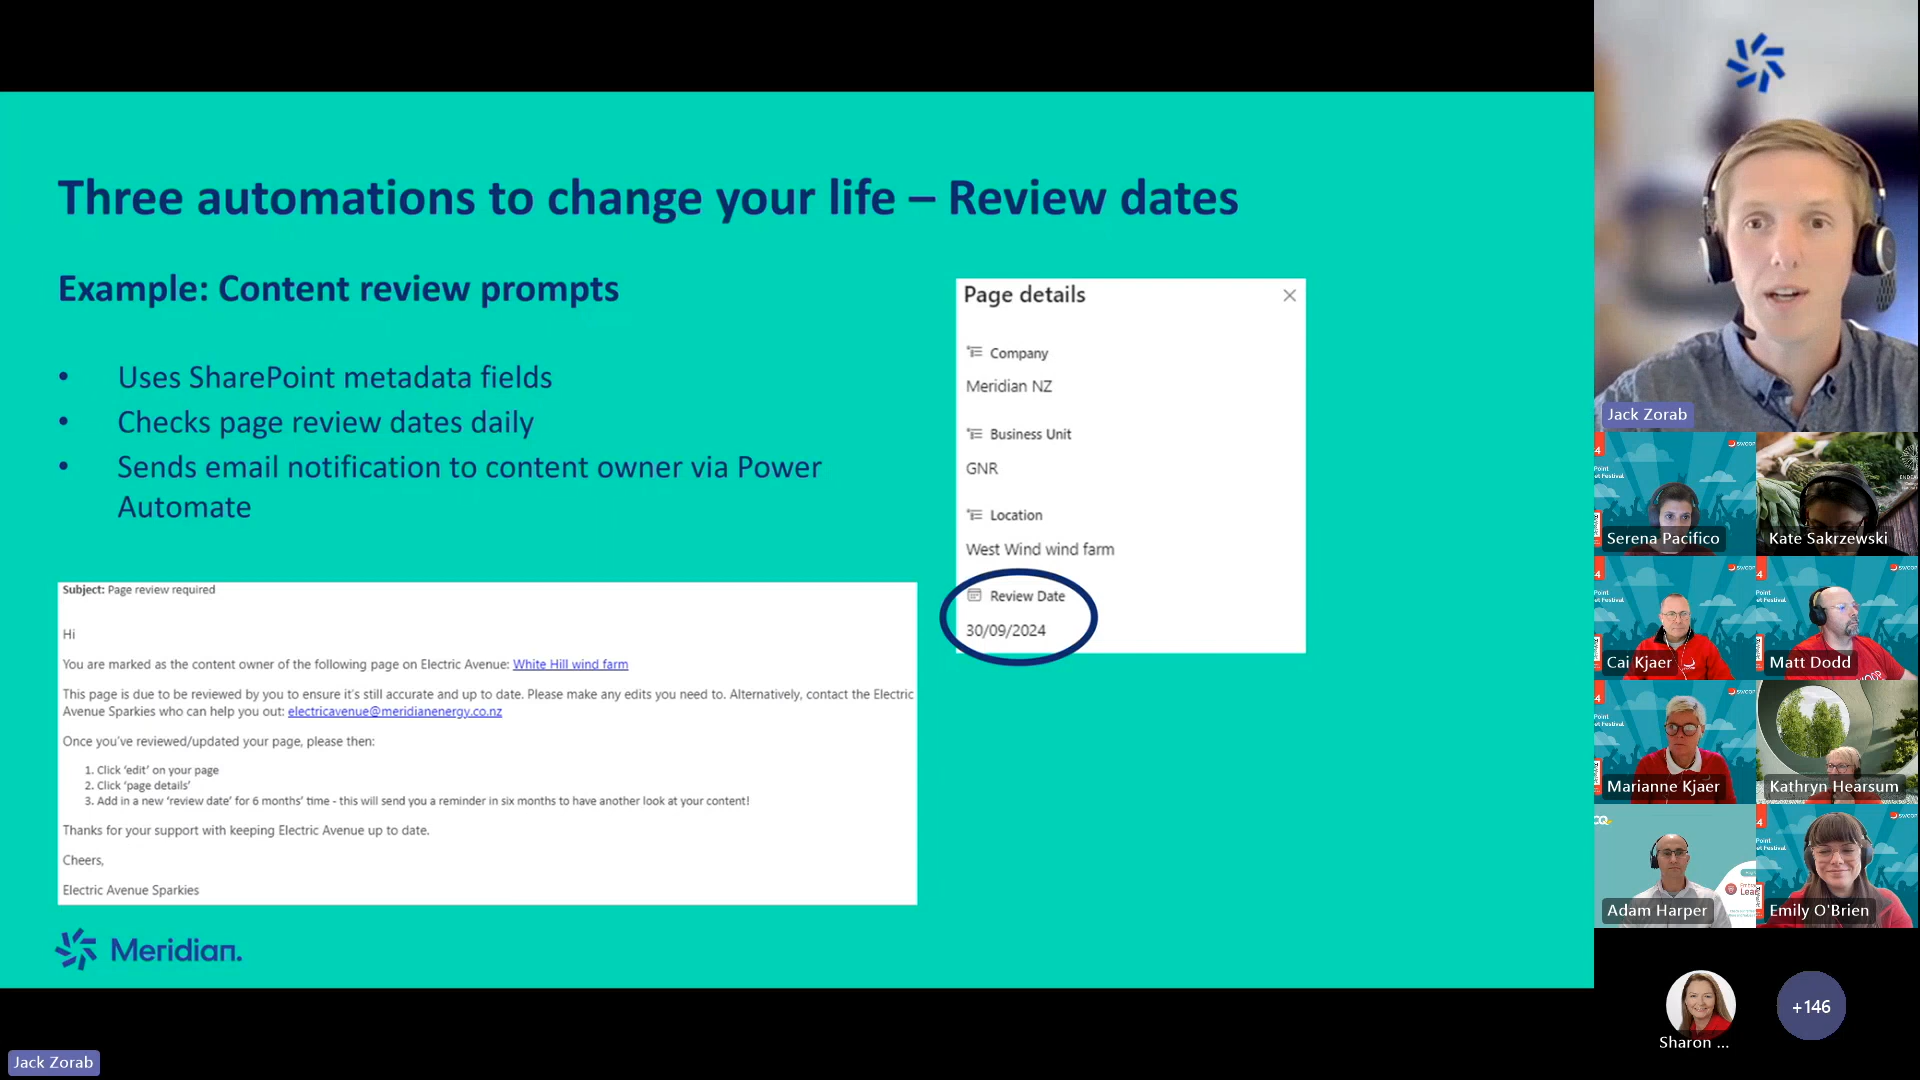 Three automations to change your life – Review dates
Example: Content review prompts
• Uses SharePoint metadata fields
• Checks page review dates daily
• Sends email notification to content owner via Power
Automate
Page details
Company
Meridian NZ
Business Unit
GNR
Location
West Wind wind farm
Review Date
30/09/2024
Subject: Page review required
Hi
You are marked as the content owner of the following page on Electric Avenue: White Hill wind farm
This page is due to be reviewed by you to ensure it's still accurate and up to date. Please make any edits you need to. Alternatively, contact the Electric
Avenue Sparkies who can help you out: electricavenue@meridianenergy.co.nz
Once you've reviewed/updated your page, please then:
1. Click 'edit' on your page
2. Click 'page details'
3. Add in a new 'review date' for 6 months' time - this will send you a reminder in six months to have another look at your content!
Thanks for your support with keeping Electric Avenue up to date.
Cheers,
Electric Avenue Sparkies
Meridian.
Jack Zorab
Jack Zorab
Serena Pacifico
Kate Sakrzewski
Cai Kjaer
Matt Dodd
Marianne Kjaer
Kathryn Hearsum
Adam Harper
Emily O'Brien
Sharon ...
+146